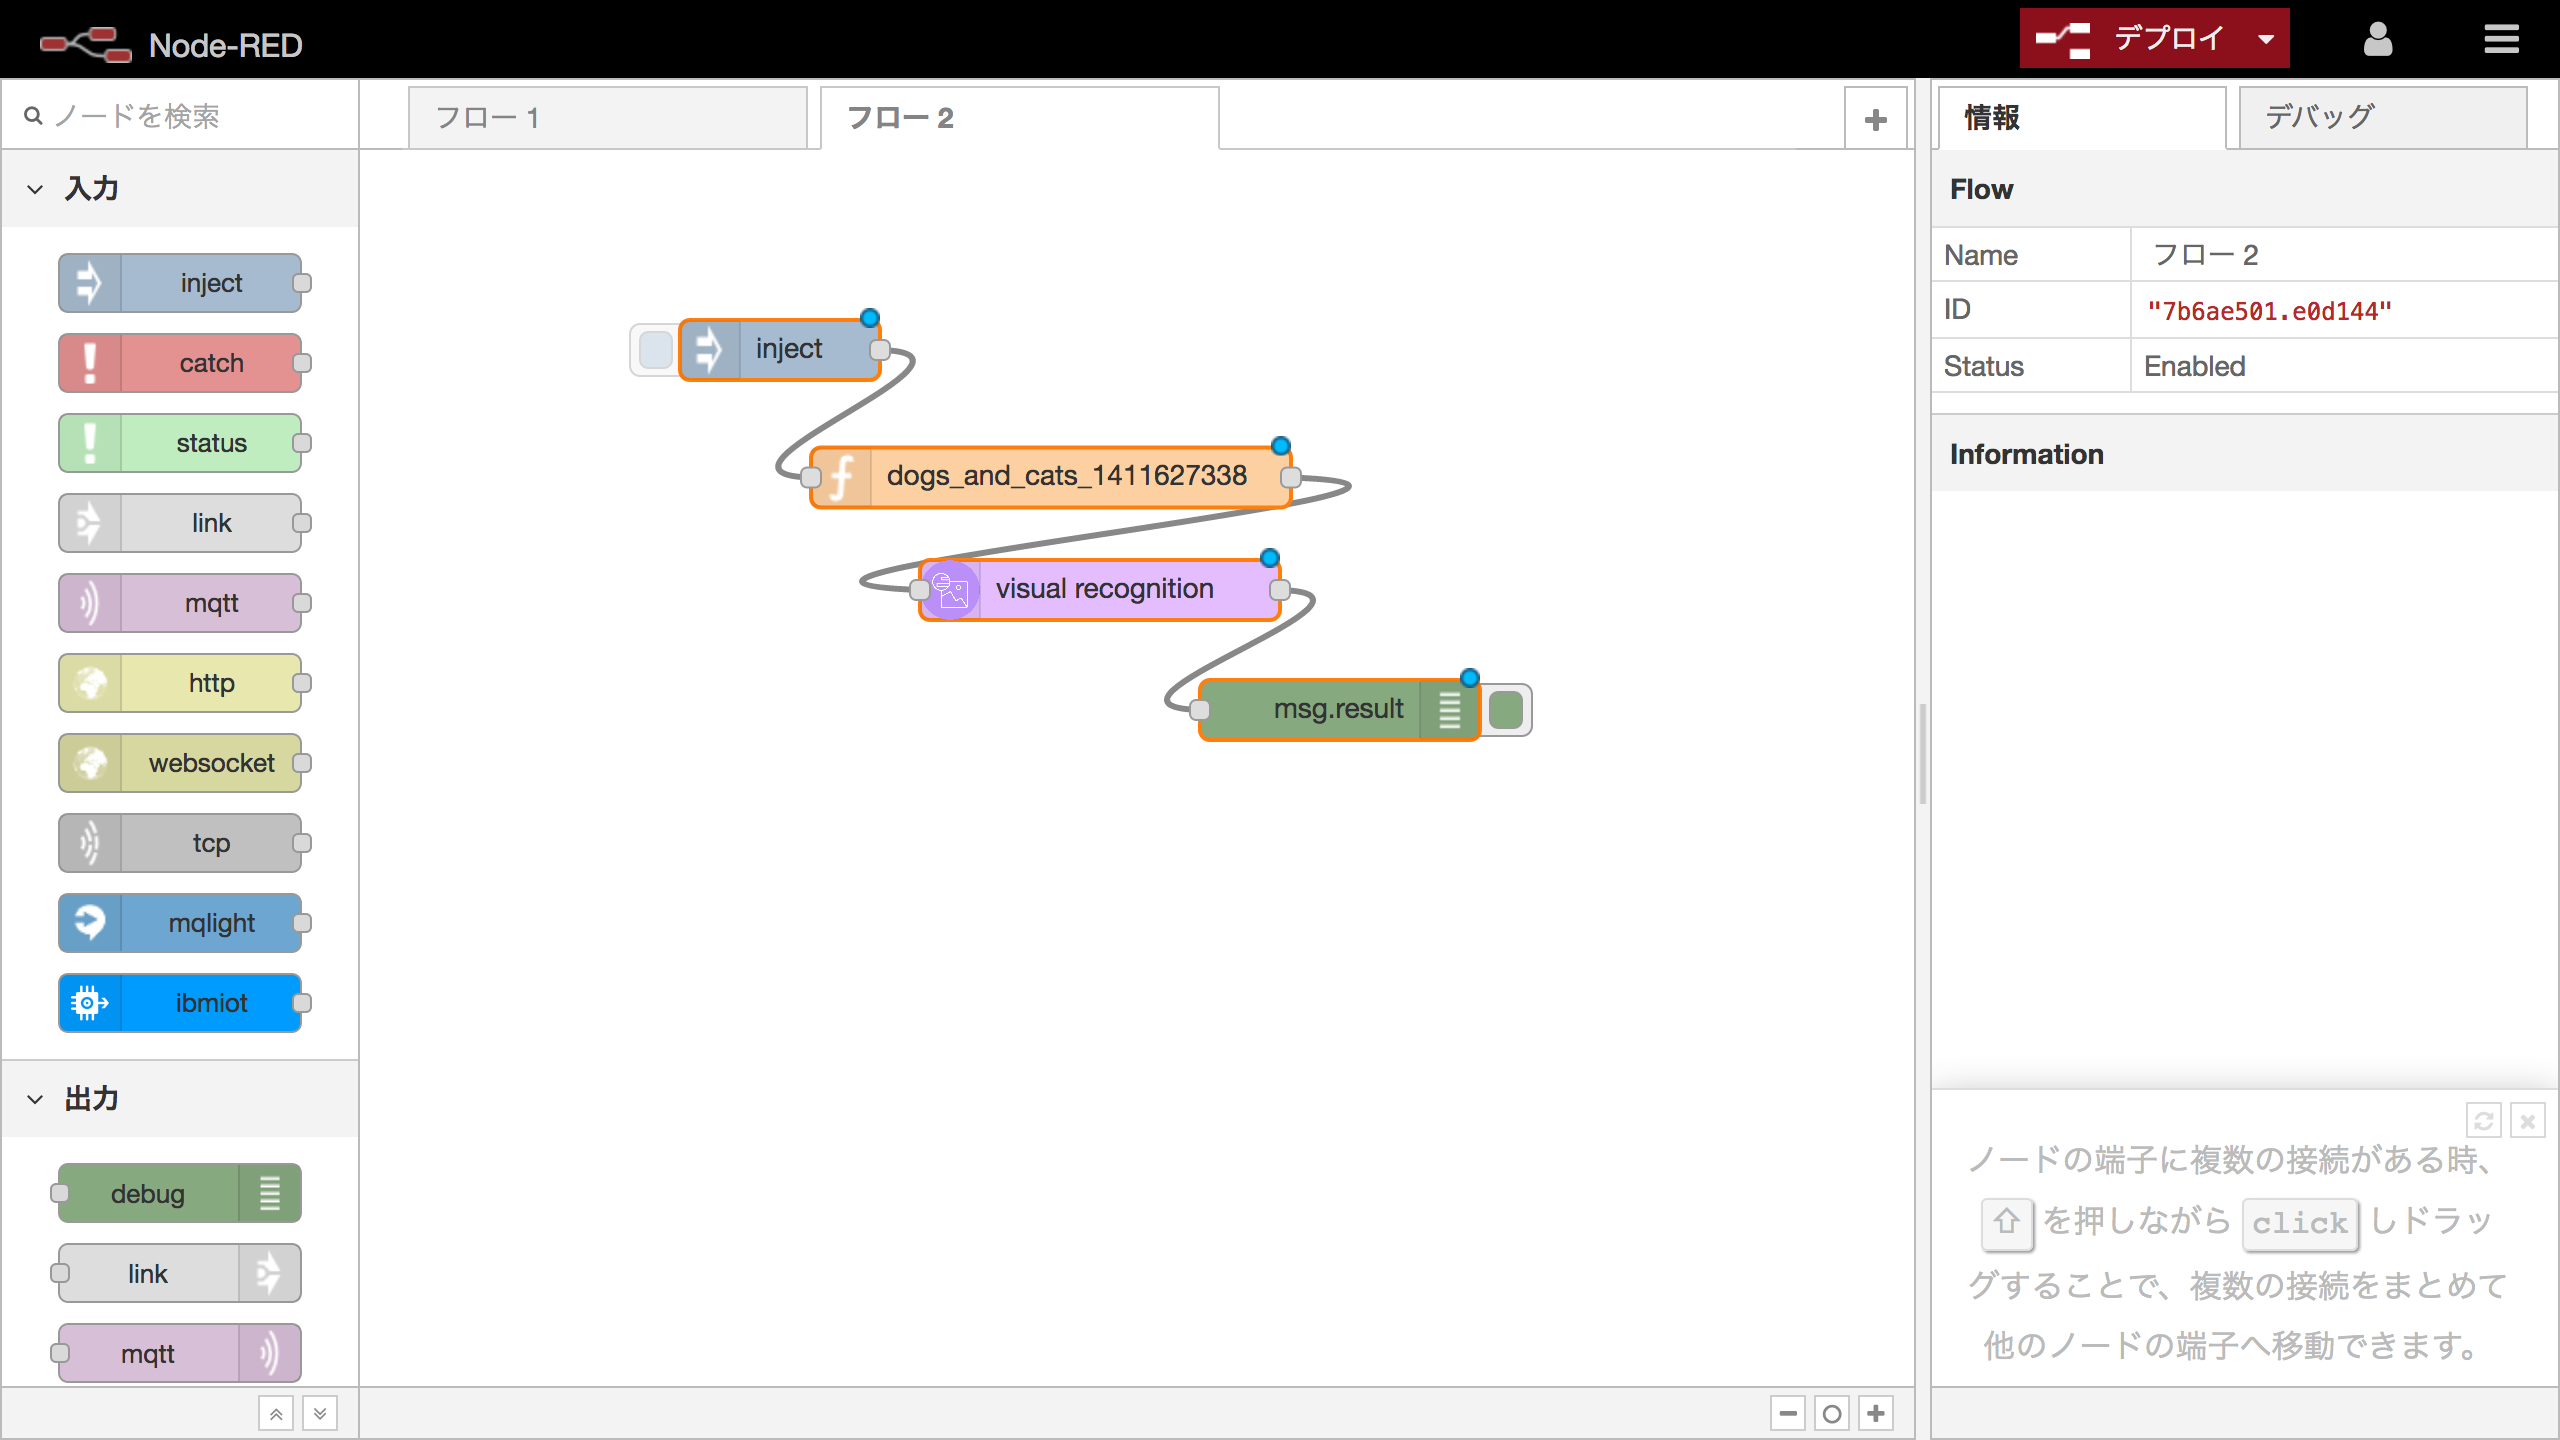 Node-RED
デプロイ
ノードを検索
フロー 1
フロー 2
情報
デバッグ
入力
inject
catch
status
link
mqtt
http
websocket
tcp
mqlight
ibmiot
出力
debug
link
mqtt
inject
dogs_and_cats_1411627338
visual recognition
msg.result
Flow
Name フロー 2
ID "7b6ae501.e0d144"
Status Enabled
Information
ノードの端子に複数の接続がある時、
⇧ を押しながら click しドラッ
グすることで、複数の接続をまとめて
他のノードの端子へ移動できます。